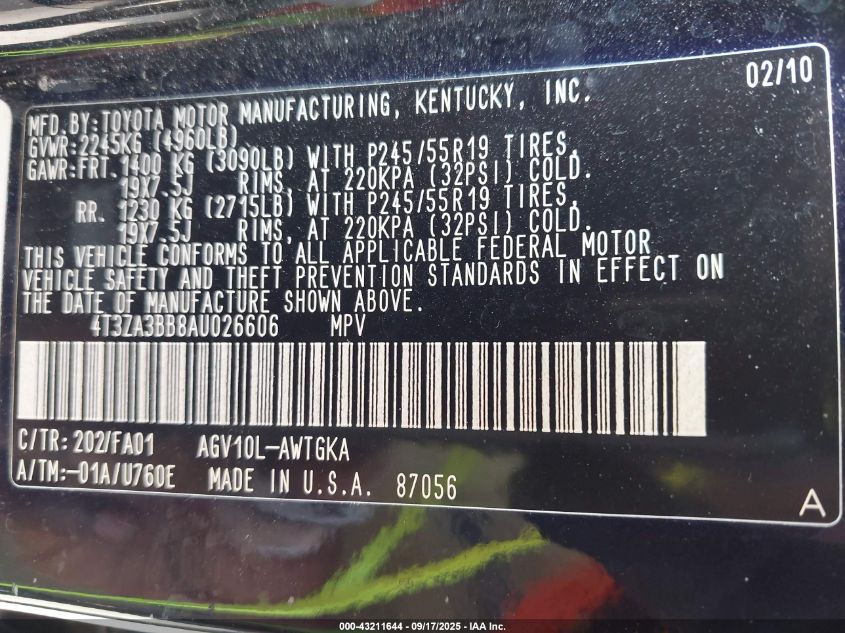 02/10
MFD.BY:TOYOTA MOTOR MANUFACTURING, KENTUCKY, INC.
GVWR:2245KG (4960LB)
GAWR:FRT. 1400 KG (3090LB) WITH P245/55R19 TIRES,
19X7.5J RIMS, AT 220KPA (32PSI) COLD.
RR. 1230 KG (2715LB) WITH P245/55R19 TIRES,
19X7.5J RIMS, AT 220KPA (32PSI) COLD.
THIS VEHICLE CONFORMS TO ALL APPLICABLE FEDERAL MOTOR
VEHICLE SAFETY AND THEFT PREVENTION STANDARDS IN EFFECT ON
THE DATE OF MANUFACTURE SHOWN ABOVE.
4T3ZA3BB8AU026606 MPV
C/TR: 202/FA01 AGV10L-AWTGKA
A/TM:-01A/U760E MADE IN U.S.A. 87056
A
000-43211644 - 09/17/2025 - IAA Inc.